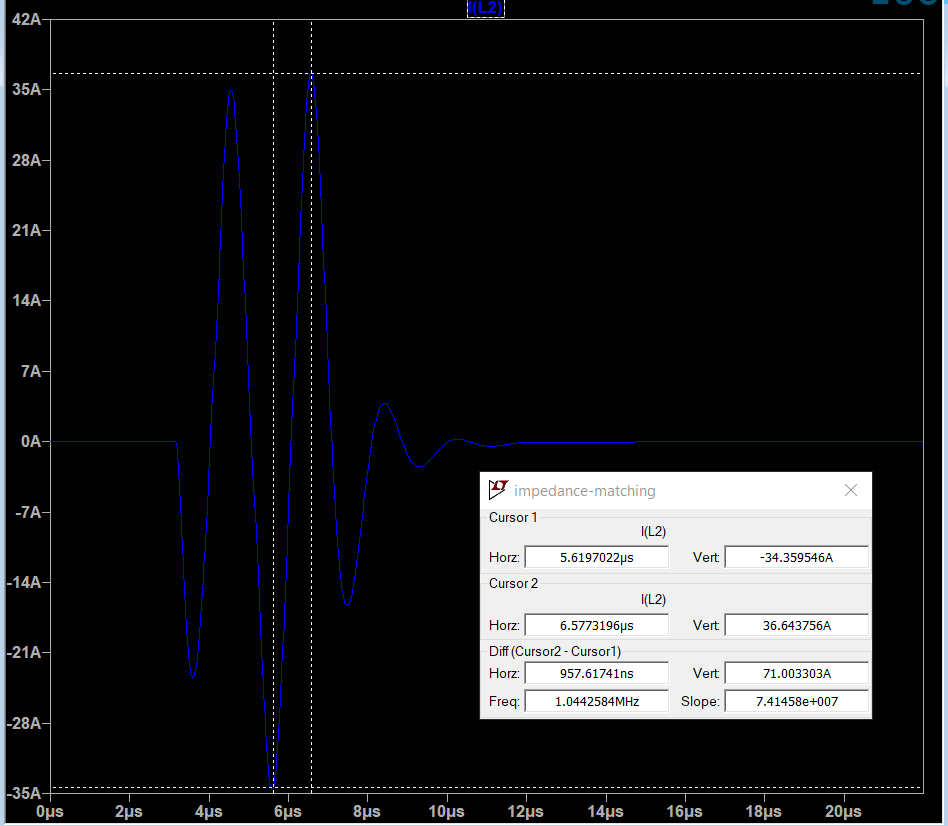 I(L2)
42A
35A
28A
21A
14A
7A
0A
-7A
-14A
-21A
-28A
-35A
0µs 2µs 4µs 6µs 8µs 10µs 12µs 14µs 16µs 18µs 20µs
impedance-matching
Cursor 1
I(L2)
Horz: 5.6197022µs Vert: -34.359546A
Cursor 2
I(L2)
Horz: 6.5773196µs Vert: 36.643756A
Diff (Cursor2 - Cursor1)
Horz: 957.61741ns Vert: 71.003303A
Freq: 1.0442584MHz Slope: 7.41458e+007